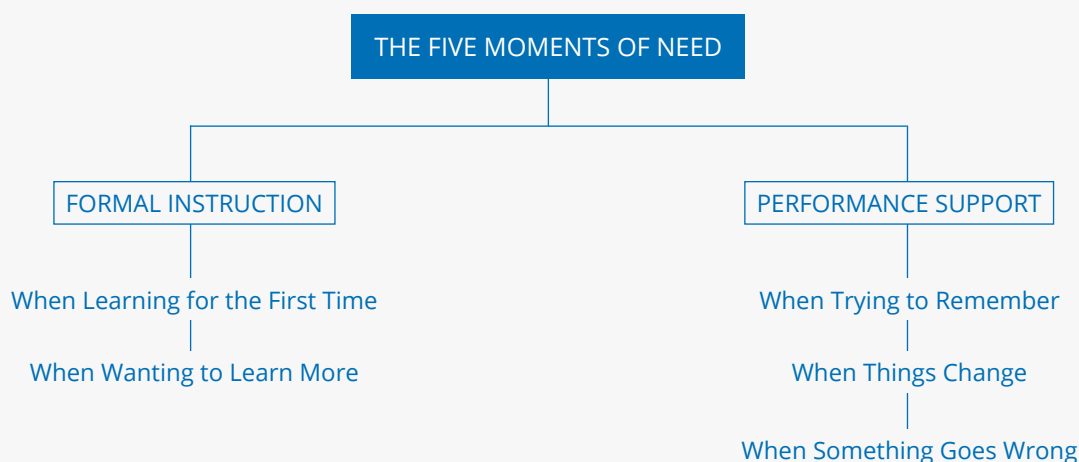 THE FIVE MOMENTS OF NEED
FORMAL INSTRUCTION
When Learning for the First Time
When Wanting to Learn More
PERFORMANCE SUPPORT
When Trying to Remember
When Things Change
When Something Goes Wrong